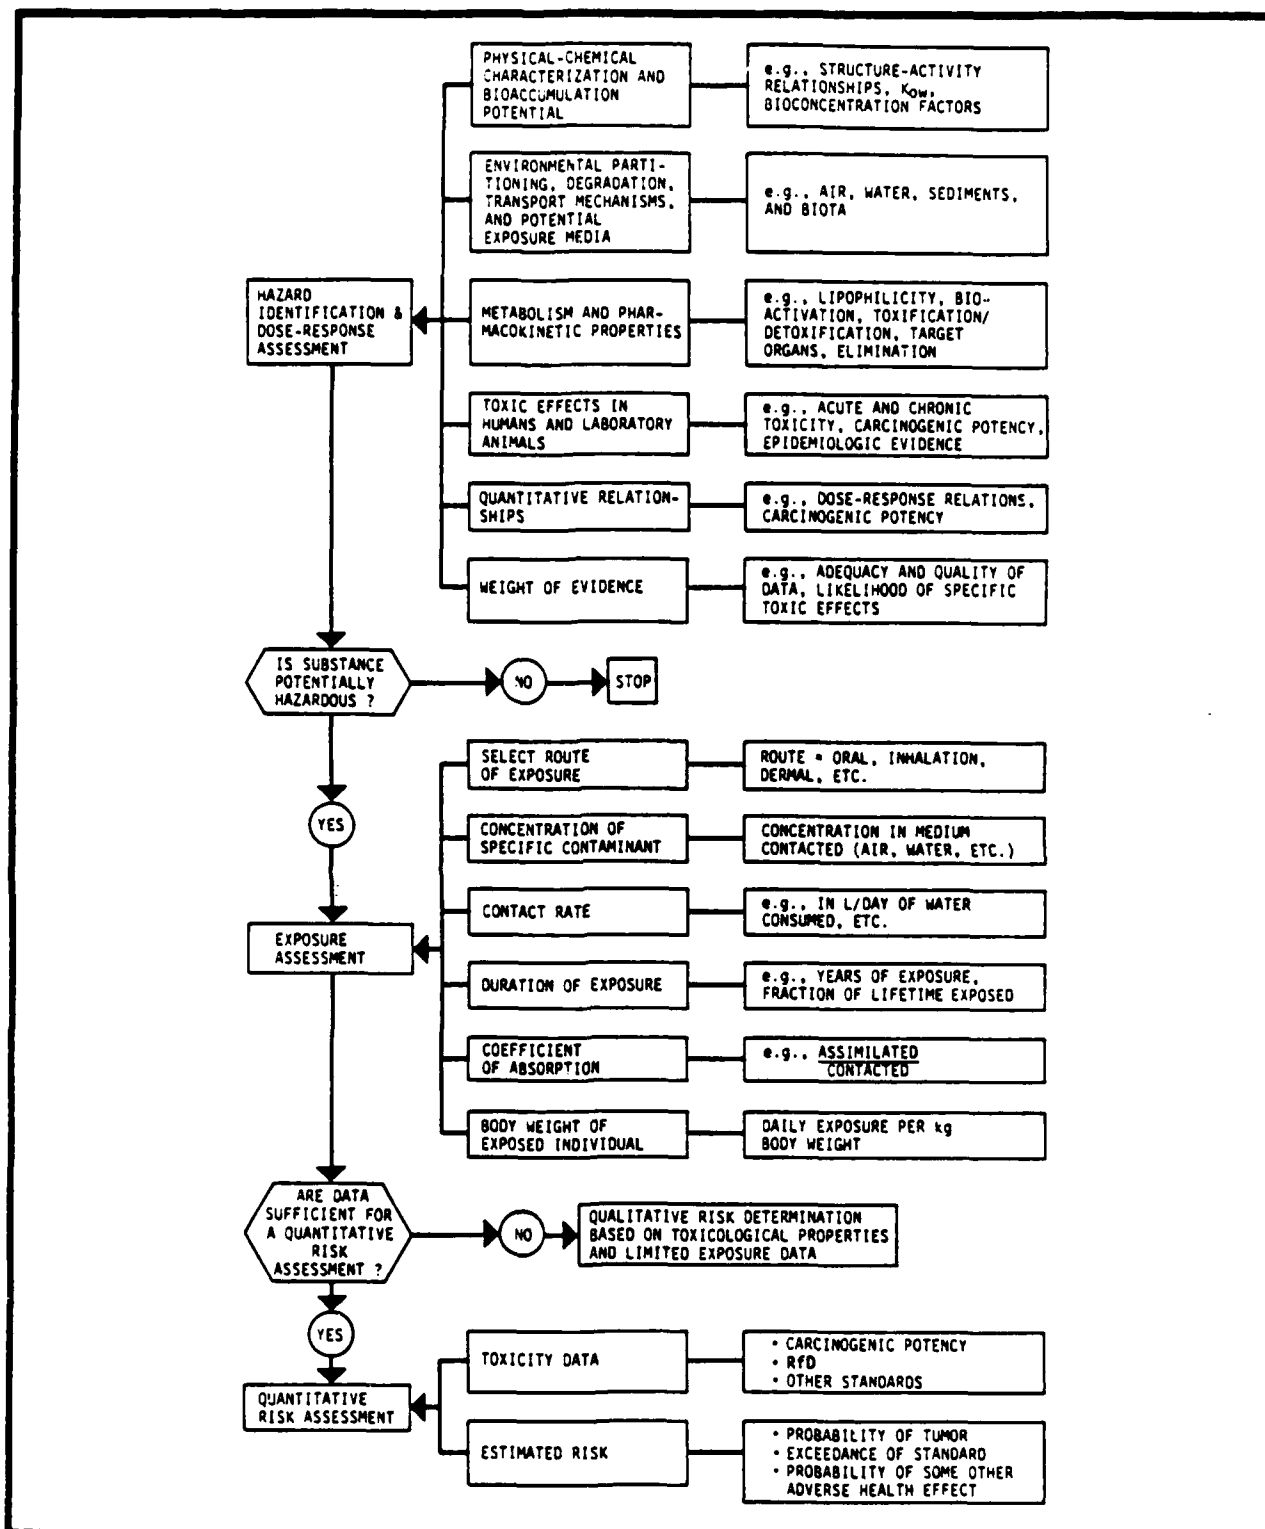 PHYSICAL-CHEMICAL
CHARACTERIZATION AND
BIOACCUMULATION
POTENTIAL
e.g., STRUCTURE-ACTIVITY
RELATIONSHIPS, Kow,
BIOCONCENTRATION FACTORS
ENVIRONMENTAL PARTI-
TIONING, DEGRADATION,
TRANSPORT MECHANISMS,
AND POTENTIAL
EXPOSURE MEDIA
e.g., AIR, WATER, SEDIMENTS,
AND BIOTA
HAZARD
IDENTIFICATION &
DOSE-RESPONSE
ASSESSMENT
METABOLISM AND PHAR-
MACOKINETIC PROPERTIES
e.g., LIPOPHILICITY, BIO-
ACTIVATION, TOXIFICATION/
DETOXIFICATION, TARGET
ORGANS, ELIMINATION
TOXIC EFFECTS IN
HUMANS AND LABORATORY
ANIMALS
e.g., ACUTE AND CHRONIC
TOXICITY, CARCINOGENIC POTENCY,
EPIDEMIOLOGIC EVIDENCE
QUANTITATIVE RELATION-
SHIPS
e.g., DOSE-RESPONSE RELATIONS,
CARCINOGENIC POTENCY
WEIGHT OF EVIDENCE
e.g., ADEQUACY AND QUALITY OF
DATA, LIKELIHOOD OF SPECIFIC
TOXIC EFFECTS
IS SUBSTANCE
POTENTIALLY
HAZARDOUS ?
NO
STOP
SELECT ROUTE
OF EXPOSURE
ROUTE = ORAL, INHALATION,
DERMAL, ETC.
YES
CONCENTRATION OF
SPECIFIC CONTAMINANT
CONCENTRATION IN MEDIUM
CONTACTED (AIR, WATER, ETC.)
CONTACT RATE
e.g., IN L/DAY OF WATER
CONSUMED, ETC.
EXPOSURE
ASSESSMENT
DURATION OF EXPOSURE
e.g., YEARS OF EXPOSURE,
FRACTION OF LIFETIME EXPOSED
COEFFICIENT
OF ABSORPTION
e.g., ASSIMILATED
CONTACTED
BODY WEIGHT OF
EXPOSED INDIVIDUAL
DAILY EXPOSURE PER kg
BODY WEIGHT
ARE DATA
SUFFICIENT FOR
A QUANTITATIVE
RISK
ASSESSMENT ?
NO
QUALITATIVE RISK DETERMINATION
BASED ON TOXICOLOGICAL PROPERTIES
AND LIMITED EXPOSURE DATA
YES
TOXICITY DATA
• CARCINOGENIC POTENCY
• RfD
• OTHER STANDARDS
QUANTITATIVE
RISK ASSESSMENT
ESTIMATED RISK
• PROBABILITY OF TUMOR
• EXCEEDANCE OF STANDARD
• PROBABILITY OF SOME OTHER
ADVERSE HEALTH EFFECT